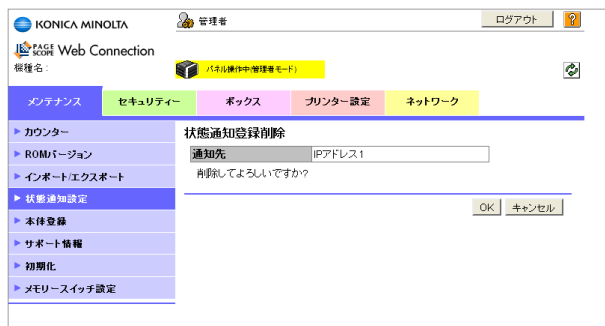 KONICA MINOLTA
管理者
ログアウト
?
PAGE SCOPE Web Connection
機種名:
パネル操作中(管理者モード)
メンテナンス
セキュリティー
ボックス
プリンター設定
ネットワーク
カウンター
ROMバージョン
インポート/エクスポート
状態通知設定
本体登録
サポート情報
初期化
メモリースイッチ設定
状態通知登録削除
通知先 IPアドレス1
削除してよろしいですか?
OK キャンセル